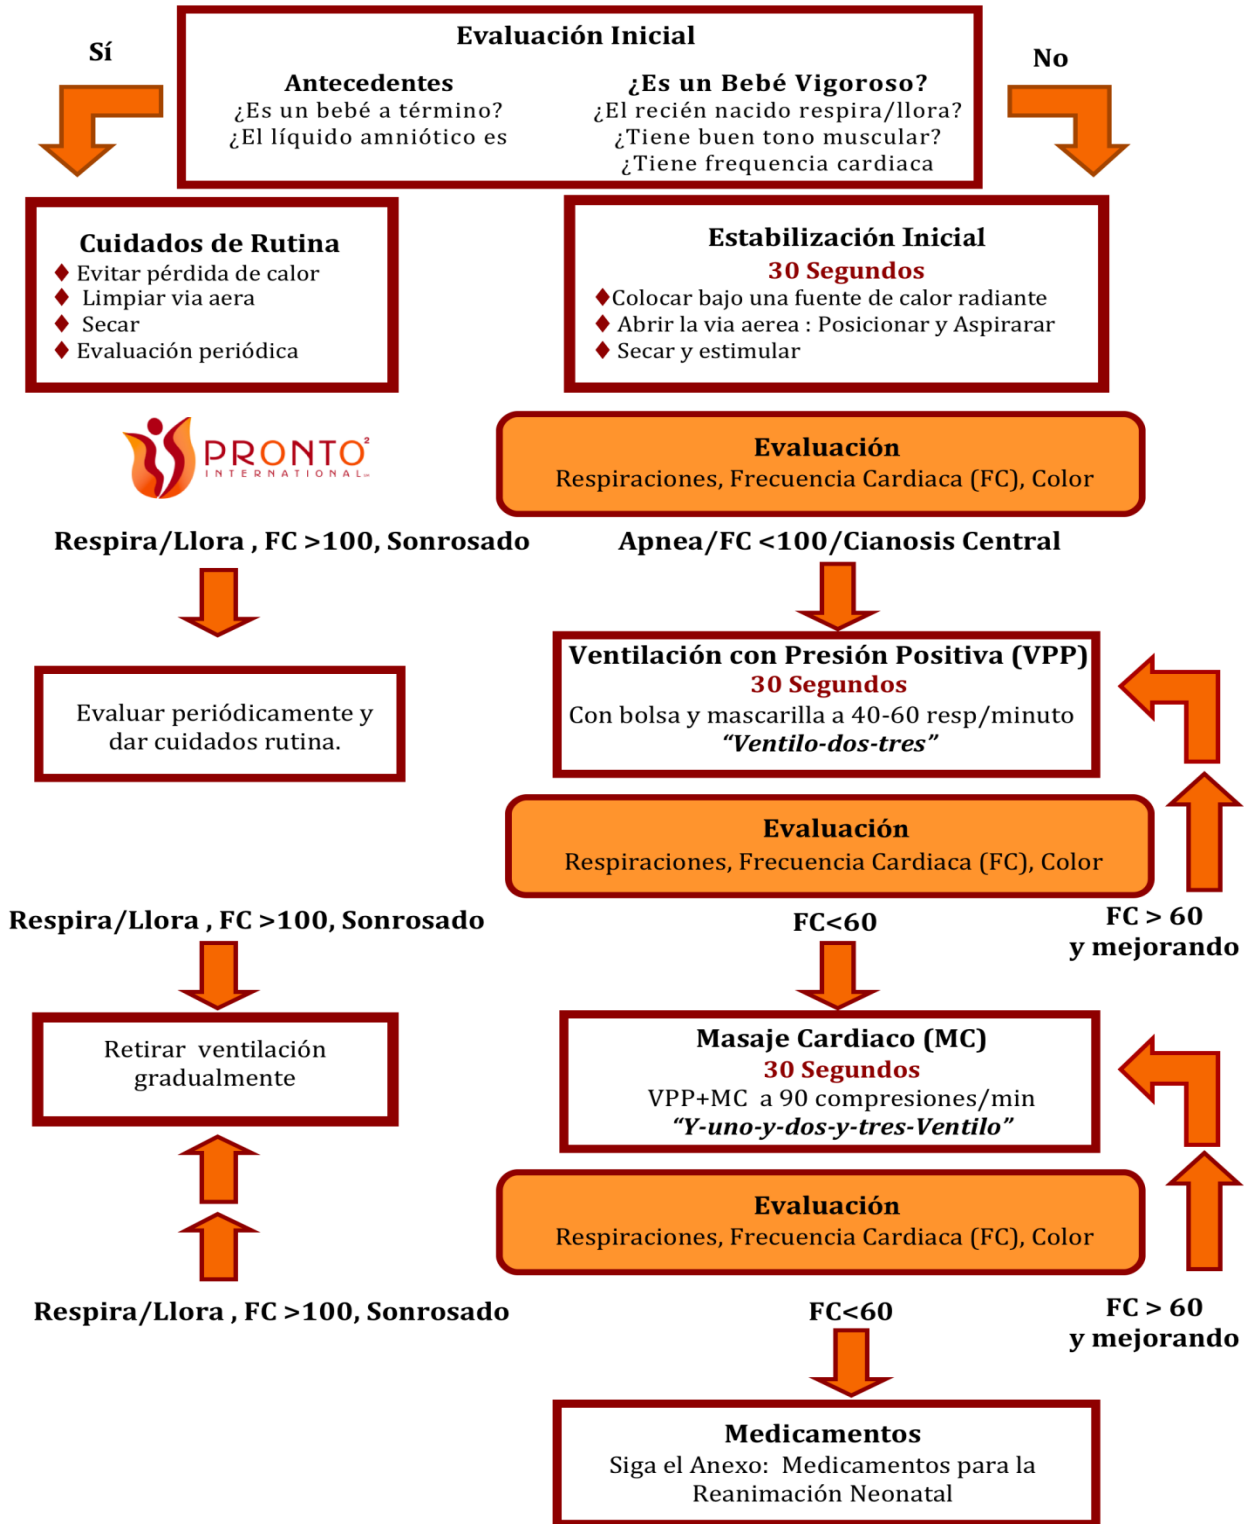 Evaluación Inicial
Sí
No
Antecedentes
¿Es un bebé a término?
¿El líquido amniótico es
¿Es un Bebé Vigoroso?
¿El recién nacido respira/llora?
¿Tiene buen tono muscular?
¿Tiene frequencia cardiaca
Cuidados de Rutina
Evitar pérdida de calor
Limpiar via aera
Secar
Evaluación periódica
Estabilización Inicial
30 Segundos
Colocar bajo una fuente de calor radiante
Abrir la via aerea : Posicionar y Aspirarar
Secar y estimular
PRONTO²
INTERNATIONAL
Evaluación
Respiraciones, Frecuencia Cardiaca (FC), Color
Respira/Llora , FC >100, Sonrosado
Apnea/FC <100/Cianosis Central
Evaluar periódicamente y
dar cuidados rutina.
Ventilación con Presión Positiva (VPP)
30 Segundos
Con bolsa y mascarilla a 40-60 resp/minuto
“Ventilo-dos-tres”
Evaluación
Respiraciones, Frecuencia Cardiaca (FC), Color
Respira/Llora , FC >100, Sonrosado
FC<60
FC > 60
y mejorando
Retirar ventilación
gradualmente
Masaje Cardiaco (MC)
30 Segundos
VPP+MC a 90 compresiones/min
“Y-uno-y-dos-y-tres-Ventilo”
Evaluación
Respiraciones, Frecuencia Cardiaca (FC), Color
Respira/Llora , FC >100, Sonrosado
FC<60
FC > 60
y mejorando
Medicamentos
Siga el Anexo: Medicamentos para la
Reanimación Neonatal